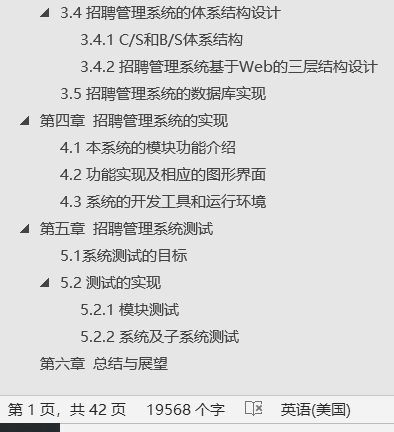 3.4 招聘管理系统的体系结构设计
3.4.1 C/S和B/S体系结构
3.4.2 招聘管理系统基于Web的三层结构设计
3.5 招聘管理系统的数据库实现
第四章 招聘管理系统的实现
4.1 本系统的模块功能介绍
4.2 功能实现及相应的图形界面
4.3 系统的开发工具和运行环境
第五章 招聘管理系统测试
5.1系统测试的目标
5.2 测试的实现
5.2.1 模块测试
5.2.2 系统及子系统测试
第六章 总结与展望
第 1 页，共 42 页 19568 个字 英语(美国)